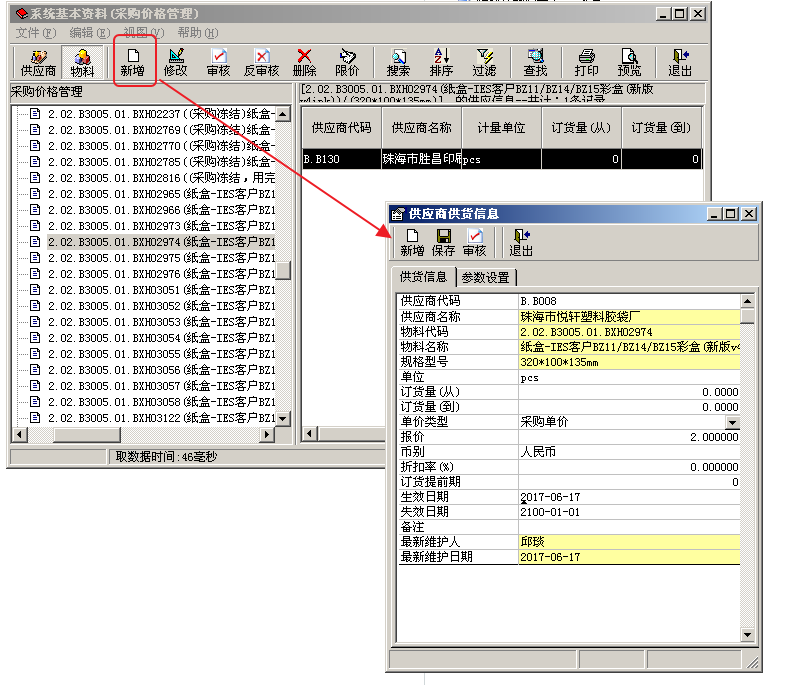 系统基本资料(采购价格管理)
文件(F) 编辑(E) 视图(V) 帮助(H)
供应商 物料 新增 修改 审核 反审核 删除 限价 搜索 排序 过滤 查找 打印 预览 退出
采购价格管理
[2.02.B3005.01.BXH02974(纸盒-IES客户BZ11/BZ14/BZ15彩盒(新版
v4ink))/(320*100*135mm)] 的供应信息--共计：1条记录
2.02.B3005.01.BXH02237((采购冻结)纸盒-
2.02.B3005.01.BXH02769((采购冻结)纸盒-
2.02.B3005.01.BXH02770((采购冻结)纸盒-
2.02.B3005.01.BXH02785((采购冻结)纸盒-
2.02.B3005.01.BXH02816((采购冻结，用完
2.02.B3005.01.BXH02965(纸盒-IES客户BZ1
2.02.B3005.01.BXH02966(纸盒-IES客户BZ1
2.02.B3005.01.BXH02973(纸盒-IES客户BZ1
2.02.B3005.01.BXH02974(纸盒-IES客户BZ1
2.02.B3005.01.BXH02975(纸盒-IES客户BZ1
2.02.B3005.01.BXH02976(纸盒-IES客户BZ1
2.02.B3005.01.BXH03051(纸盒-IES客户BZ1
2.02.B3005.01.BXH03052(纸盒-IES客户BZ1
2.02.B3005.01.BXH03053(纸盒-IES客户BZ1
2.02.B3005.01.BXH03054(纸盒-IES客户BZ1
2.02.B3005.01.BXH03055(纸盒-IES客户BZ1
2.02.B3005.01.BXH03056(纸盒-IES客户BZ1
2.02.B3005.01.BXH03057(纸盒-IES客户BZ1
2.02.B3005.01.BXH03058(纸盒-IES客户BZ1
2.02.B3005.01.BXH03122(纸盒-IES客户BZ1
供应商代码 供应商名称 计量单位 订货量(从) 订货量(到)
B.B130 珠海市胜昌印刷 pcs 0 0
取数据时间:46毫秒
供应商供货信息
新增 保存 审核 退出
供货信息 参数设置
供应商代码 B.B008
供应商名称 珠海市悦轩塑料胶袋厂
物料代码 2.02.B3005.01.BXH02974
物料名称 纸盒-IES客户BZ11/BZ14/BZ15彩盒(新版v4
规格型号 320*100*135mm
单位 pcs
订货量(从) 0.0000
订货量(到) 0.0000
单价类型 采购单价
报价 2.000000
币别 人民币
折扣率(%) 0.000000
订货提前期 0
生效日期 2017-06-17
失效日期 2100-01-01
备注
最新维护人 邱琰
最新维护日期 2017-06-17